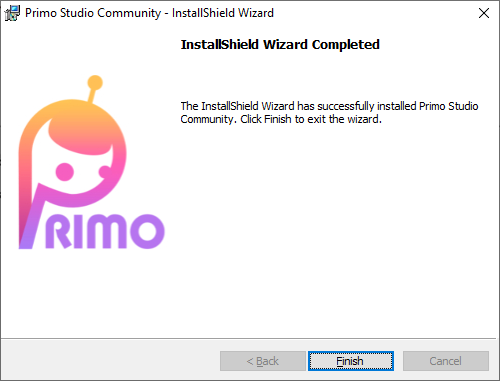 Primo Studio Community - InstallShield Wizard
InstallShield Wizard Completed
The InstallShield Wizard has successfully installed Primo Studio
Community. Click Finish to exit the wizard.
PRIMO
< Back
Finish
Cancel